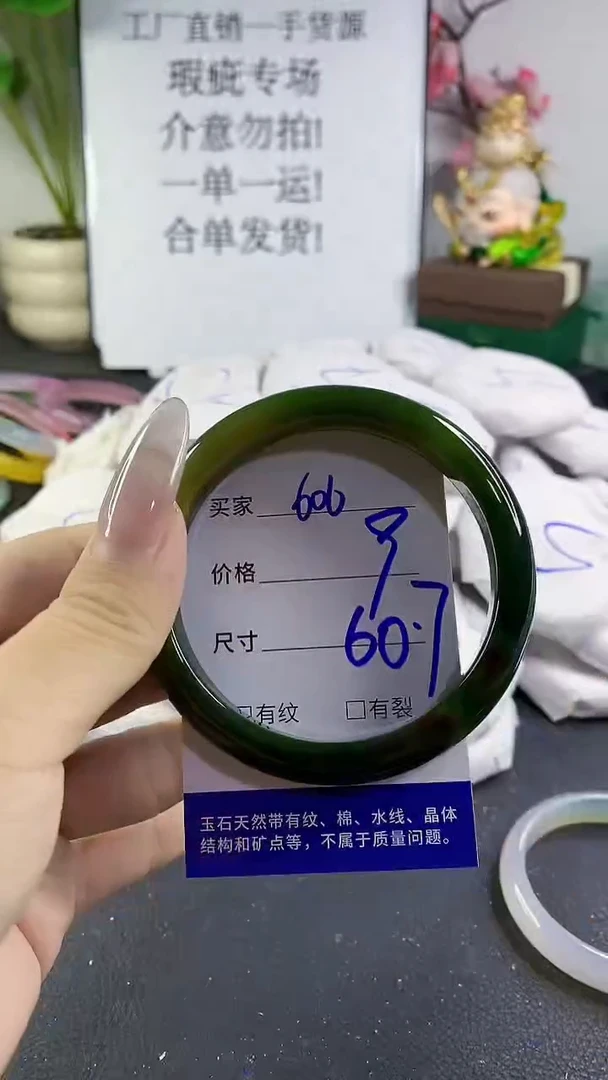 工厂直销一手货源
瑕疵专场
介意勿拍!
一单一运!
合单发货!
买家 606
价格 9
尺寸 60.7
□有纹 □有裂
玉石天然带有纹、棉、水线、晶体
结构和矿点等，不属于质量问题。